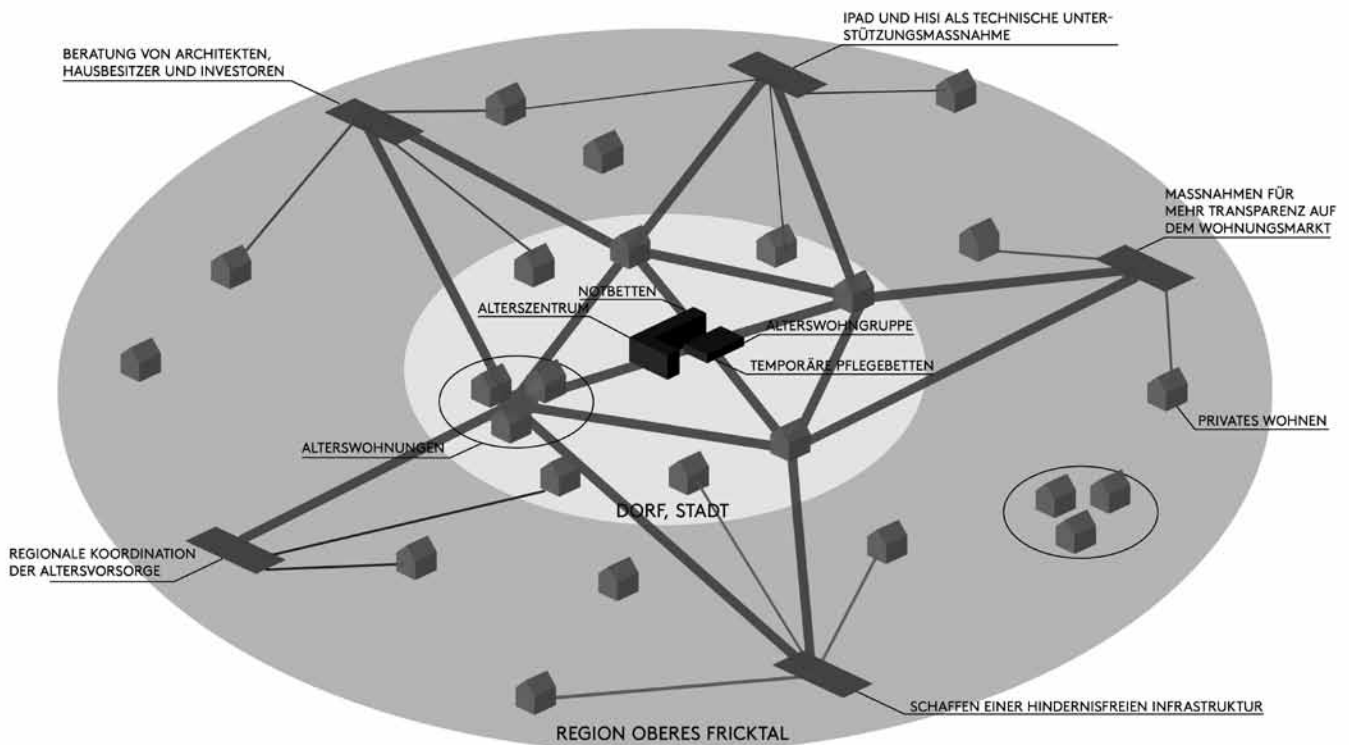 IPAD UND HISI ALS TECHNISCHE UNTER-
STÜTZUNGSMASSNAHME
BERATUNG VON ARCHITEKTEN,
HAUSBESITZER UND INVESTOREN
MASSNAHMEN FÜR
MEHR TRANSPARENZ AUF
DEM WOHNUNGSMARKT
NOTBETTEN
ALTERSZENTRUM
ALTERSWOHNGRUPPE
TEMPORÄRE PFLEGEBETTEN
PRIVATES WOHNEN
ALTERSWOHNUNGEN
DORF, STADT
REGIONALE KOORDINATION
DER ALTERSVORSORGE
SCHAFFEN EINER HINDERNISFREIEN INFRASTRUKTUR
REGION OBERES FRICKTAL